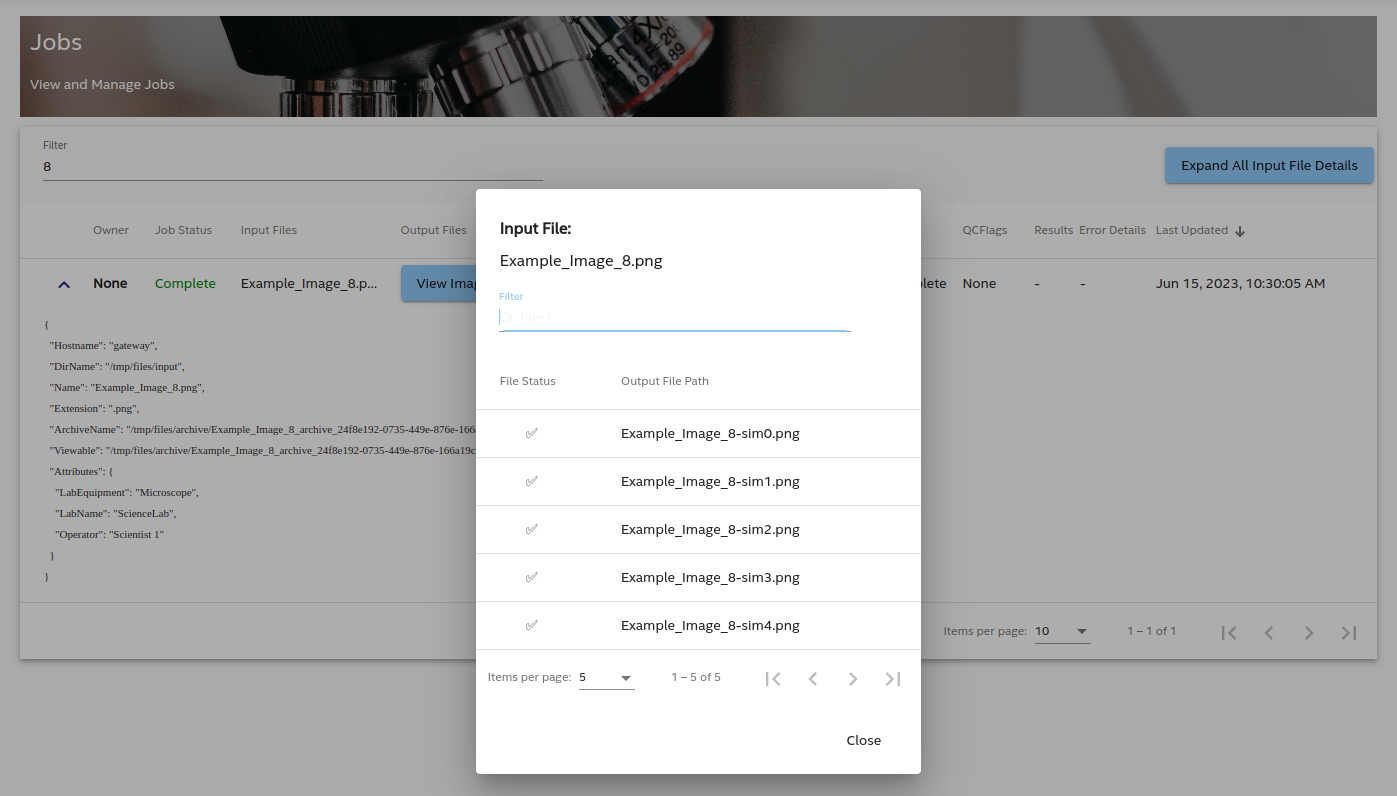 Jobs
View and Manage Jobs
4X/
20
Filter
8
Expand All Input File Details
Owner Job Status Input Files Output Files QCFlags Results Error Details Last Updated
None Complete Example_Image_8.p... View Imag lete None - - Jun 15, 2023, 10:30:05 AM
{
"Hostname": "gateway",
"DirName": "/tmp/files/input",
"Name": "Example_Image_8.png",
"Extension": ".png",
"ArchiveName": "/tmp/files/archive/Example_Image_8_archive_24f8e192-0735-449e-876e-166
"Viewable": "/tmp/files/archive/Example_Image_8_archive_24f8e192-0735-449e-876e-166a19c
"Attributes": {
"LabEquipment": "Microscope",
"LabName": "ScienceLab",
"Operator": "Scientist 1"
}
}
Items per page: 10 1 – 1 of 1
Input File:
Example_Image_8.png
Filter
Ex: file-1
File Status Output File Path
Example_Image_8-sim0.png
Example_Image_8-sim1.png
Example_Image_8-sim2.png
Example_Image_8-sim3.png
Example_Image_8-sim4.png
Items per page: 5 1 – 5 of 5
Close